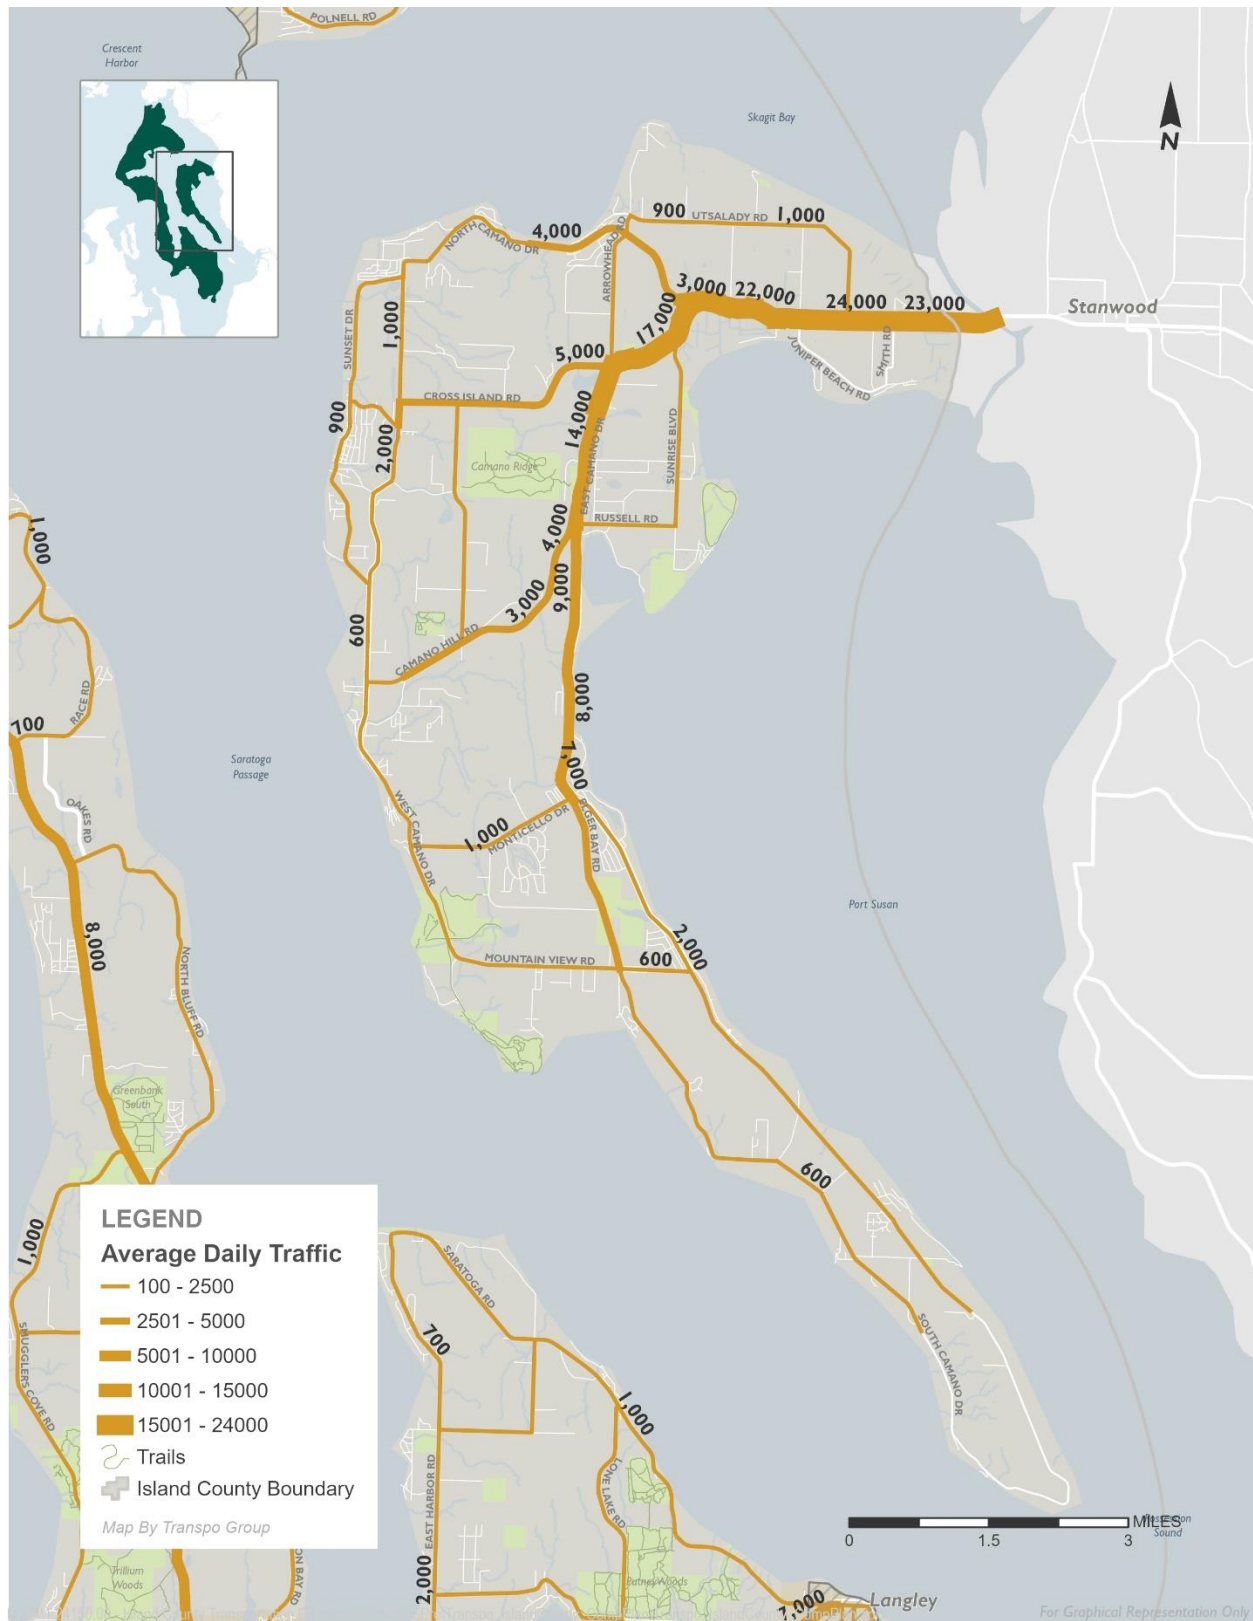 POLNELL RD
Crescent
Harbor
Skagit Bay
N
900
UTSALADY RD
1,000
4,000
NORTH CAMANO DR
ARROWHEAD RD
3,000
22,000
24,000
23,000
Stanwood
17,000
1,000
SUNSET DR
5,000
SMITH RD
JUNIPER BEACH RD
CROSS ISLAND RD
900
14,000
EAST CAMANO DR
SUNRISE BLVD
2,000
Camano Ridge
RUSSELL RD
1,000
4,000
9,000
3,000
600
CAMANO HILL RD
RACE RD
8,000
700
Saratoga
Passage
7,000
OAKES RD
WEST CAMANO DR
1,000
MONTICELLO DR
ELGER BAY RD
Port Susan
8,000
NORTH BLUFF RD
2,000
MOUNTAIN VIEW RD
600
Greenbank
South
600
1,000
LEGEND
Average Daily Traffic
100 - 2500
2501 - 5000
5001 - 10000
10001 - 15000
15001 - 24000
Trails
Island County Boundary
Map By Transpo Group
SARATOGA RD
700
SOUTH CAMANO DR
SMUGGLERS COVE RD
1,000
EAST HARBOR RD
LONE LAKE RD
MILES
0
1.5
3
Possession
Sound
ON BAY RD
Trillium
Woods
2,000
Putney Woods
7,000
Langley
For Graphical Representation Only